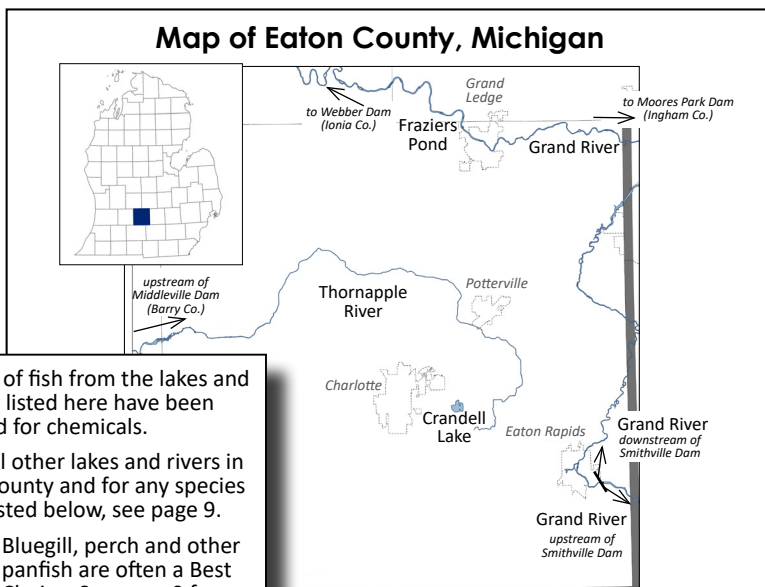 Map of Eaton County, Michigan
Grand
Ledge
to Webber Dam
(Ionia Co.)
to Moores Park Dam
(Ingham Co.)
Fraziers
Pond
Grand River
upstream of
Middleville Dam
(Barry Co.)
Thornapple
River
Potterville
Charlotte
Crandell
Lake
Eaton Rapids
Grand River
downstream of
Smithville Dam
Grand River
upstream of
Smithville Dam
of fish from the lakes and
listed here have been
d for chemicals.
l other lakes and rivers in
ounty and for any species
sted below, see page 9.
Bluegill, perch and other
panfish are often a Best